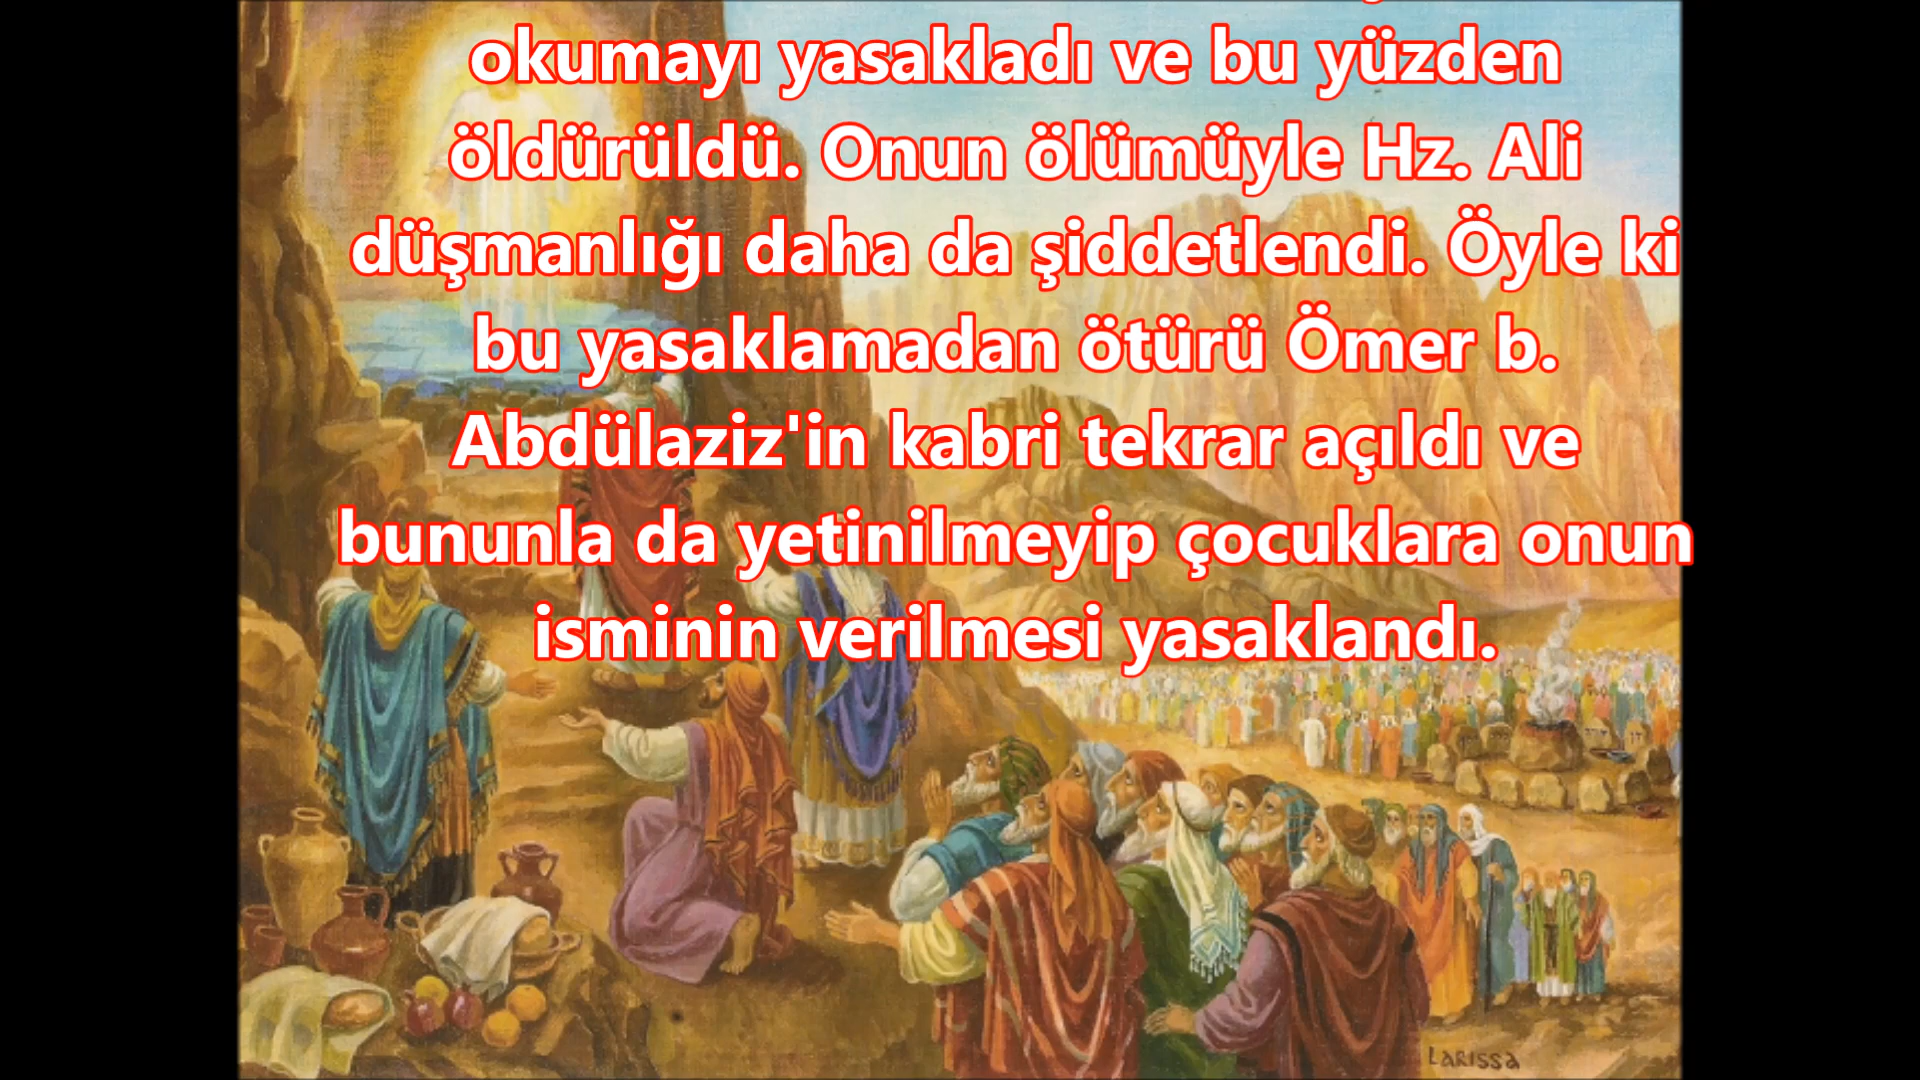 okumayı yasakladı ve bu yüzden
öldürüldü. Onun ölümüyle Hz. Ali
düşmanlığı daha da şiddetlendi. Öyle ki
bu yasaklamadan ötürü Ömer b.
Abdülaziz'in kabri tekrar açıldı ve
bununla da yetinilmeyip çocuklara onun
isminin verilmesi yasaklandı.
LARISSA